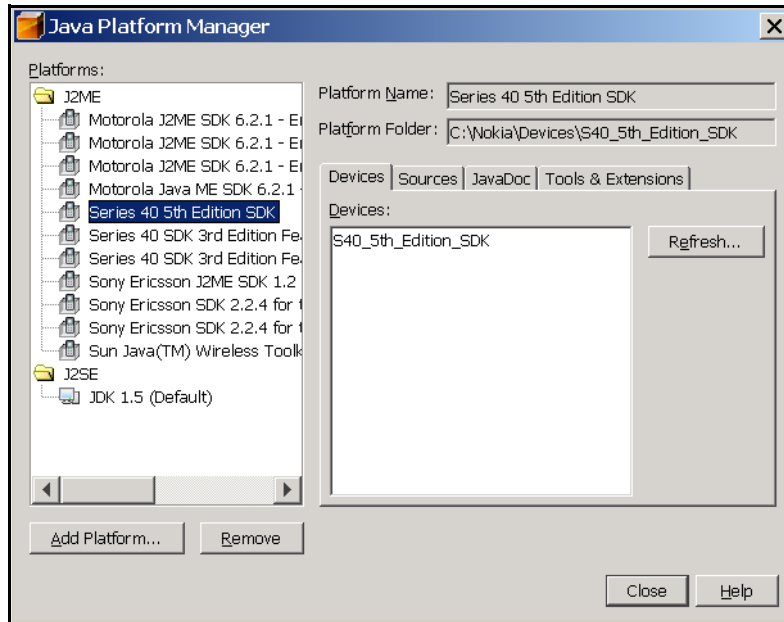 Java Platform Manager
Platforms:
J2ME
Motorola J2ME SDK 6.2.1 - E
Motorola J2ME SDK 6.2.1 - E
Motorola J2ME SDK 6.2.1 - E
Motorola Java ME SDK 6.2.1 -
Series 40 5th Edition SDK
Series 40 SDK 3rd Edition Fe
Series 40 SDK 3rd Edition Fe
Sony Ericsson J2ME SDK 1.2
Sony Ericsson SDK 2.2.4 for t
Sony Ericsson SDK 2.2.4 for t
Sun Java(TM) Wireless Toolk
J2SE
JDK 1.5 (Default)
Add Platform...
Remove
Platform Name: Series 40 5th Edition SDK
Platform Folder: C:\Nokia\Devices\S40_5th_Edition_SDK
Devices Sources JavaDoc Tools & Extensions
Devices:
S40_5th_Edition_SDK
Refresh...
Close
Help